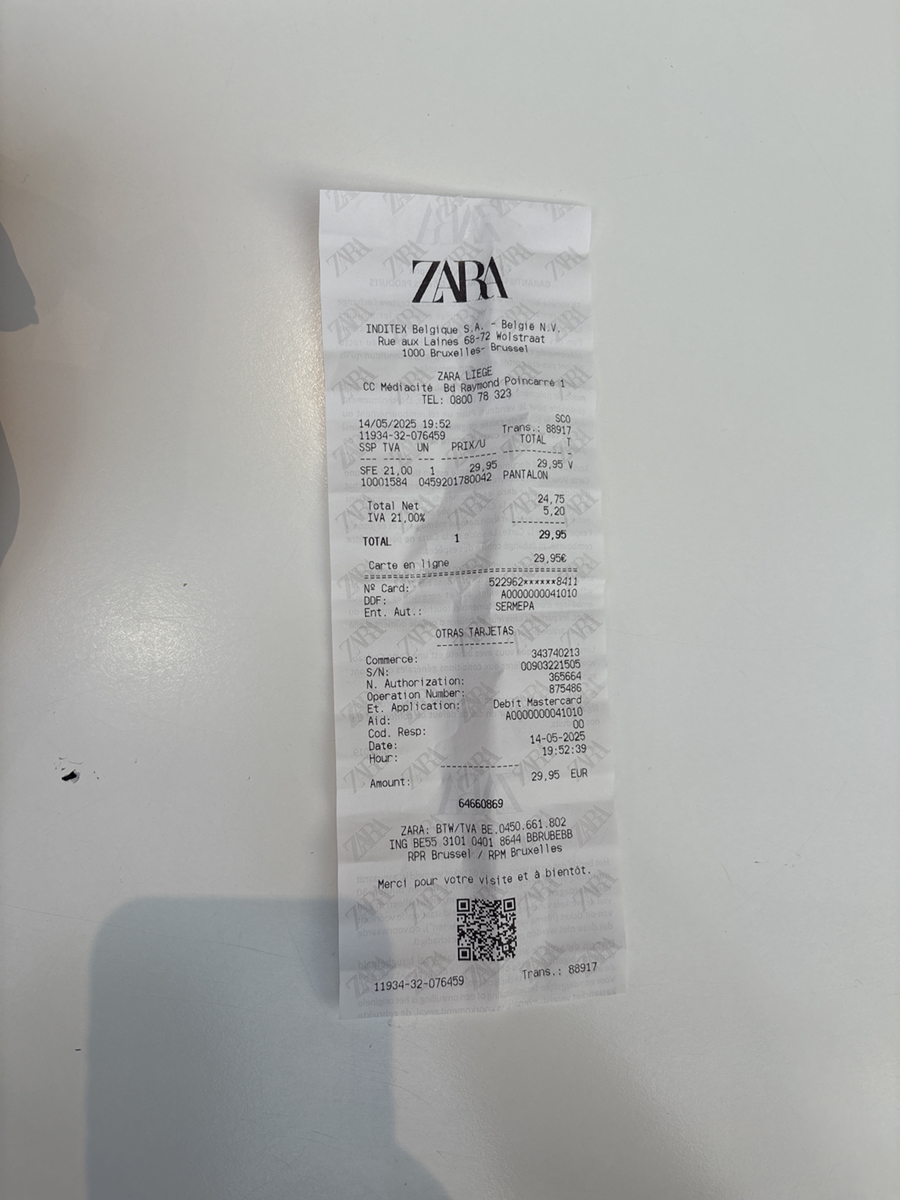 ZARA
INDITEX Belgique S.A. - België N.V.
Rue aux Laines 68-72 Wolstraat
1000 Bruxelles- Brussel
ZARA LIEGE
CC Médiacité Bd Raymond Poincarré 1
TEL: 0800 78 323
SCO
14/05/2025 19:52 Trans.: 88917
11934-32-076459
SSP TVA UN PRIX/U TOTAL T
SFE 21,00 1 29,95 29,95 V
10001584 0459201780042 PANTALON
Total Net 24,75
IVA 21,00% 5,20
TOTAL 1 29,95
Carte en ligne 29,95€
Nº Card: 522962******8411
DDF: A0000000041010
Ent. Aut.: SERMEPA
OTRAS TARJETAS
Commerce: 343740213
S/N: 00903221505
N. Authorization: 365664
Operation Number: 875486
Et. Application: Debit Mastercard
Aid: A0000000041010
Cod. Resp: 00
Date: 14-05-2025
Hour: 19:52:39
Amount: 29,95 EUR
64660869
ZARA: BTW/TVA BE.0450.661.802
ING BE55 3101 0401 8644 BBRUBEBB
RPR Brussel / RPM Bruxelles
Merci pour votre visite et à bientôt.
11934-32-076459 Trans.: 88917